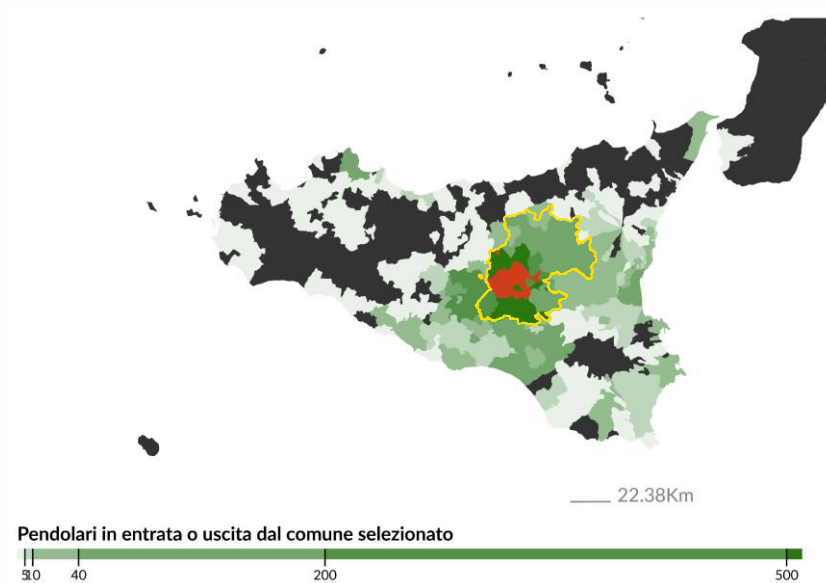 22.38Km
Pendolari in entrata o uscita dal comune selezionato
5 10 40 200 500